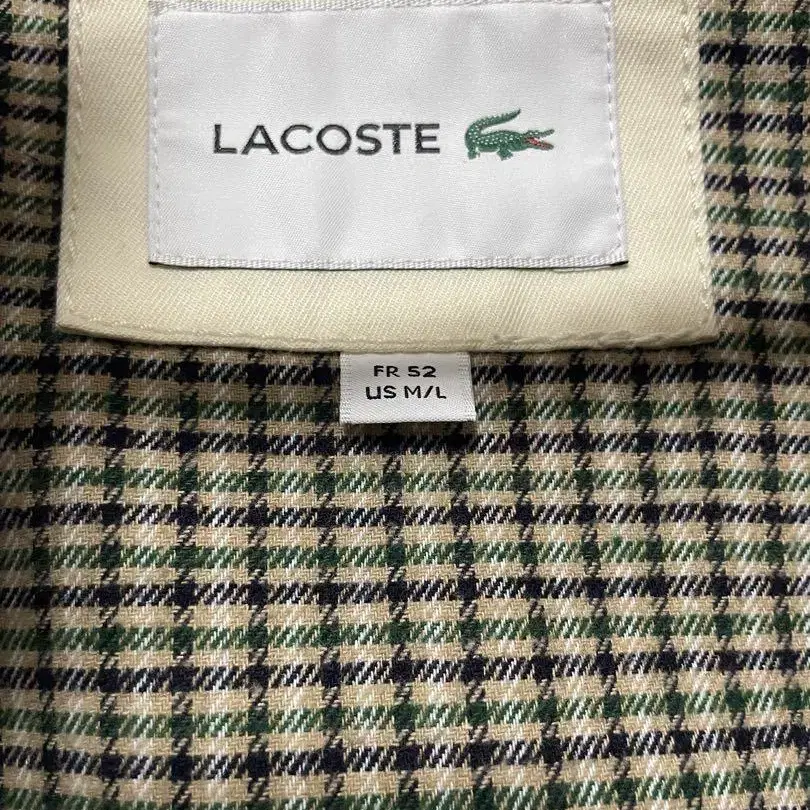 LACOSTE
FR 52
US M/L